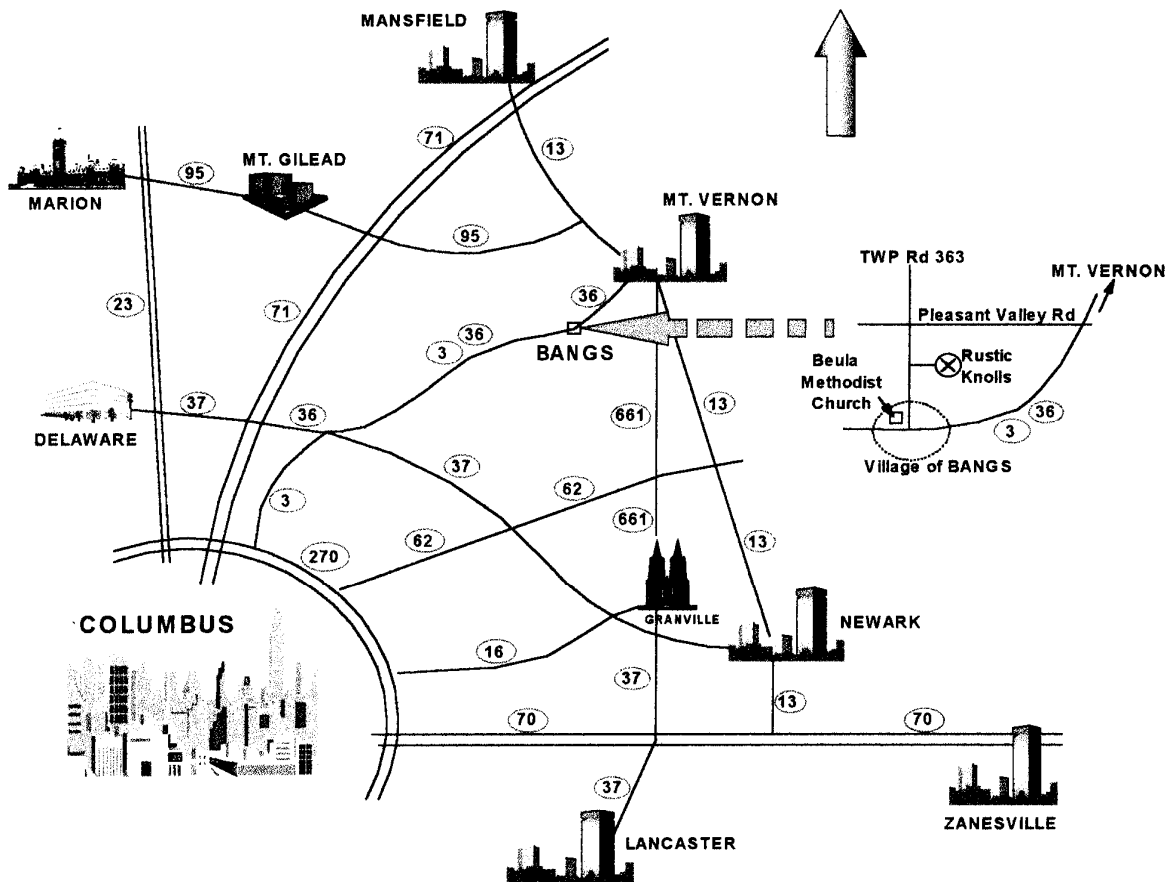 MANSFIELD
71
13
MT. GILEAD
95
MARION
MT. VERNON
95
TWP Rd 363
MT. VERNON
23
71
36
Pleasant Valley Rd
36
3
BANGS
Beula
Methodist
Church
Rustic
Knolls
37
36
661
13
36
3
DELAWARE
37
Village of BANGS
3
62
62
661
13
270
COLUMBUS
GRANVILLE
NEWARK
16
37
13
70
70
37
LANCASTER
ZANESVILLE